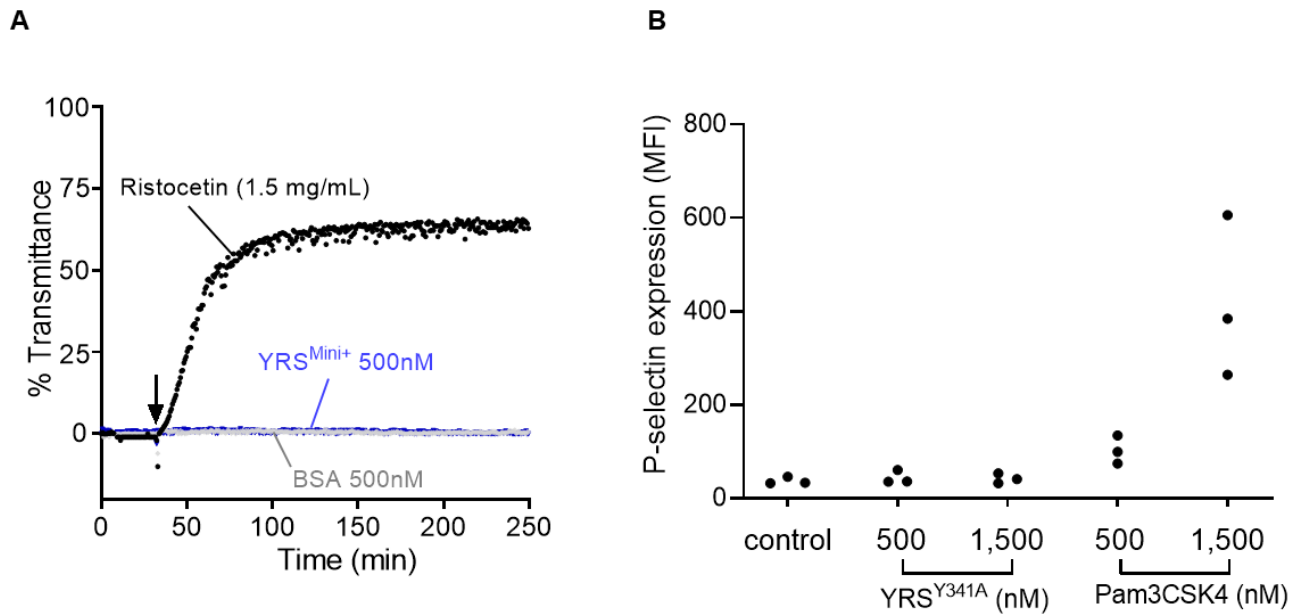 A
B
% Transmittance
100
75
50
25
0
Ristocetin (1.5 mg/mL)
YRS^Mini+ 500nM
BSA 500nM
0 50 100 150 200 250
Time (min)
P-selectin expression (MFI)
800
600
400
200
0
control 500 1,500 500 1,500
YRS^Y341A (nM) Pam3CSK4 (nM)